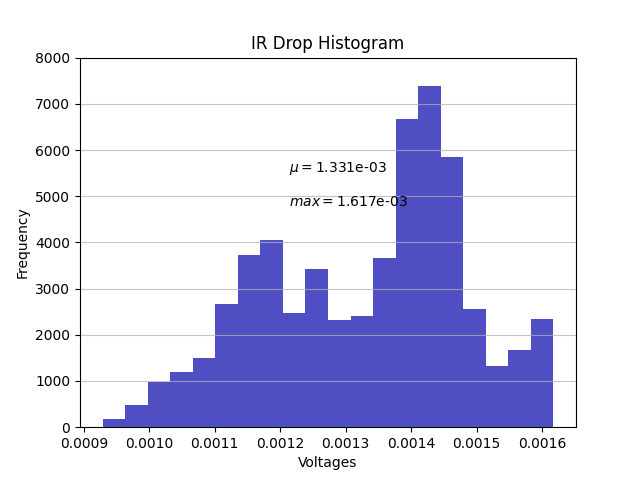 IR Drop Histogram
8000
7000
6000
5000
4000
3000
2000
1000
0
Frequency
μ = 1.331e-03
max = 1.617e-03
0.0009 0.0010 0.0011 0.0012 0.0013 0.0014 0.0015 0.0016
Voltages